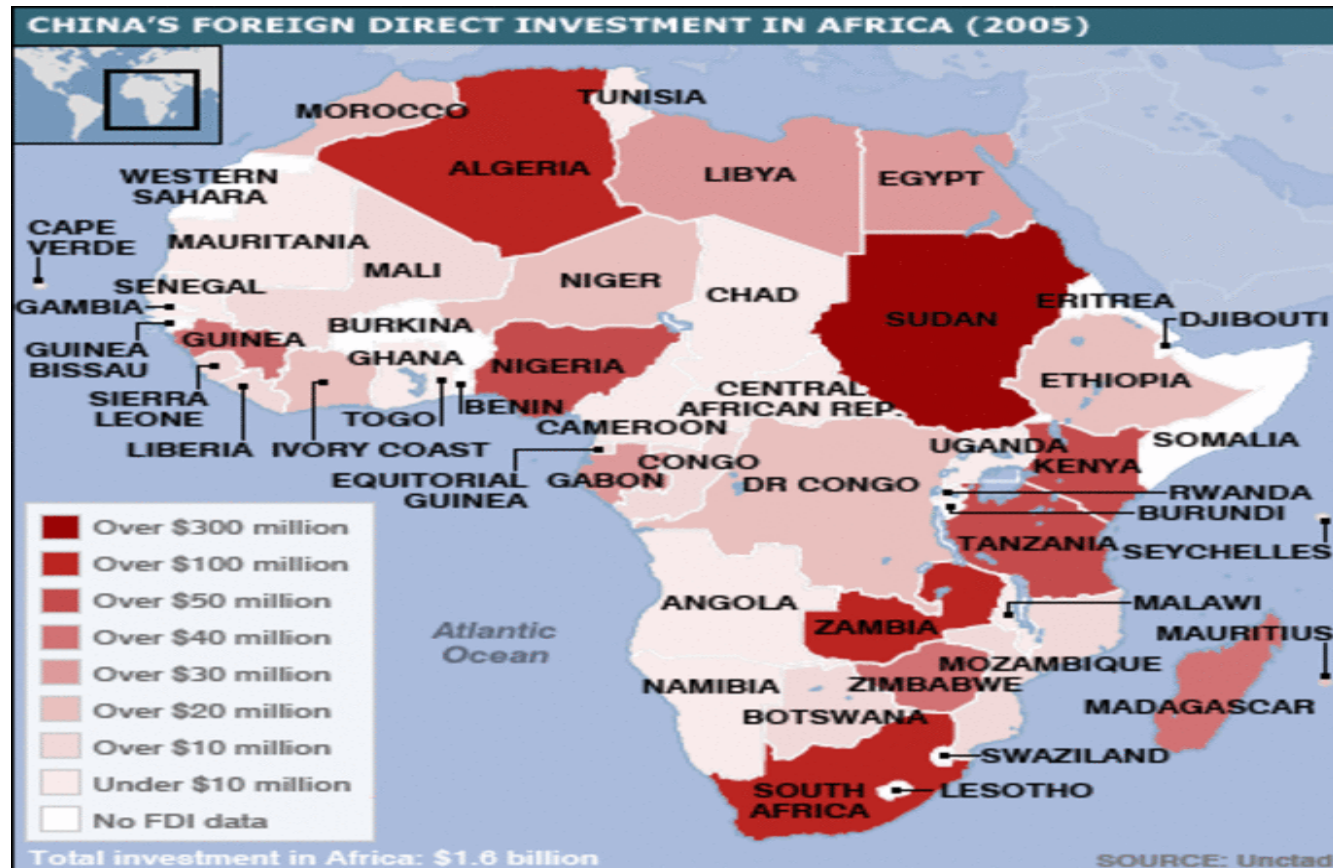 CHINA'S FOREIGN DIRECT INVESTMENT IN AFRICA (2005)
MOROCCO
TUNISIA
ALGERIA
LIBYA
EGYPT
WESTERN
SAHARA
CAPE
VERDE
MAURITANIA
MALI
NIGER
CHAD
SUDAN
ERITREA
DJIBOUTI
SENEGAL
GAMBIA
GUINEA
BISSAU
GUINEA
BURKINA
GHANA
NIGERIA
ETHIOPIA
SIERRA
LEONE
LIBERIA
IVORY COAST
TOGO
BENIN
CENTRAL
AFRICAN REP.
CAMEROON
UGANDA
SOMALIA
EQUITORIAL
GUINEA
GABON
CONGO
DR CONGO
KENYA
RWANDA
BURUNDI
TANZANIA
SEYCHELLES
ANGOLA
ZAMBIA
MALAWI
MAURITIUS
MOZAMBIQUE
ZIMBABWE
MADAGASCAR
NAMIBIA
BOTSWANA
SWAZILAND
SOUTH
AFRICA
LESOTHO
Atlantic
Ocean
Over $300 million
Over $100 million
Over $50 million
Over $40 million
Over $30 million
Over $20 million
Over $10 million
Under $10 million
No FDI data
Total investment in Africa: $1.6 billion
SOURCE: Unctad